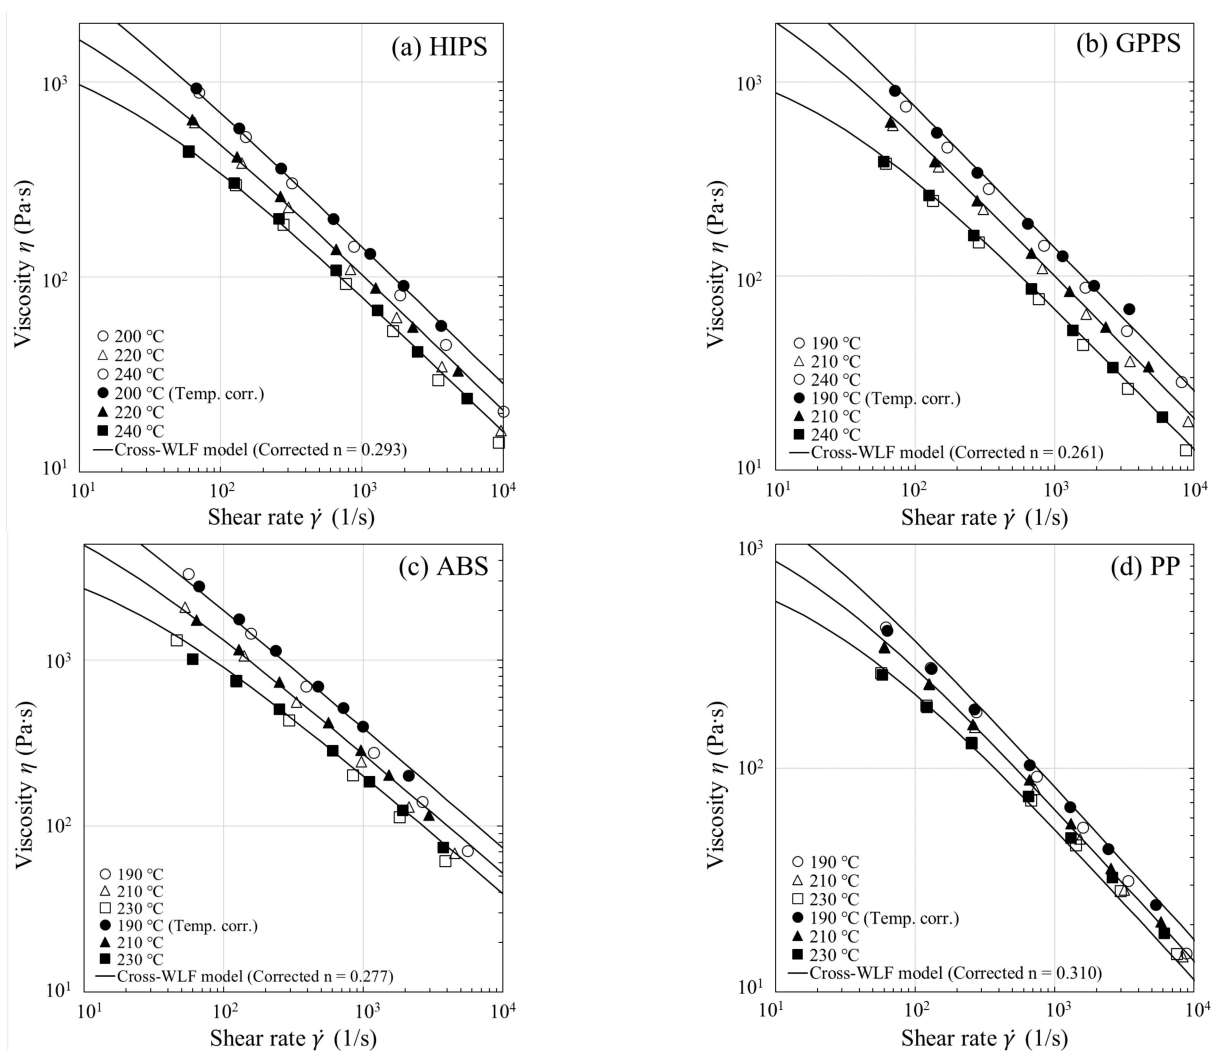 (a) HIPS
10³
10²
10¹
Viscosity η (Pa·s)
200 ℃
220 ℃
240 ℃
200 ℃ (Temp. corr.)
220 ℃
240 ℃
Cross-WLF model (Corrected n = 0.293)
10¹ 10² 10³ 10⁴
Shear rate γ̇ (1/s)
(b) GPPS
10³
10²
10¹
Viscosity η (Pa·s)
190 ℃
210 ℃
240 ℃
190 ℃ (Temp. corr.)
210 ℃
240 ℃
Cross-WLF model (Corrected n = 0.261)
10¹ 10² 10³ 10⁴
Shear rate γ̇ (1/s)
(c) ABS
10³
10²
10¹
Viscosity η (Pa·s)
190 ℃
210 ℃
230 ℃
190 ℃ (Temp. corr.)
210 ℃
230 ℃
Cross-WLF model (Corrected n = 0.277)
10¹ 10² 10³ 10⁴
Shear rate γ̇ (1/s)
(d) PP
10³
10²
10¹
Viscosity η (Pa·s)
190 ℃
210 ℃
230 ℃
190 ℃ (Temp. corr.)
210 ℃
230 ℃
Cross-WLF model (Corrected n = 0.310)
10¹ 10² 10³ 10⁴
Shear rate γ̇ (1/s)